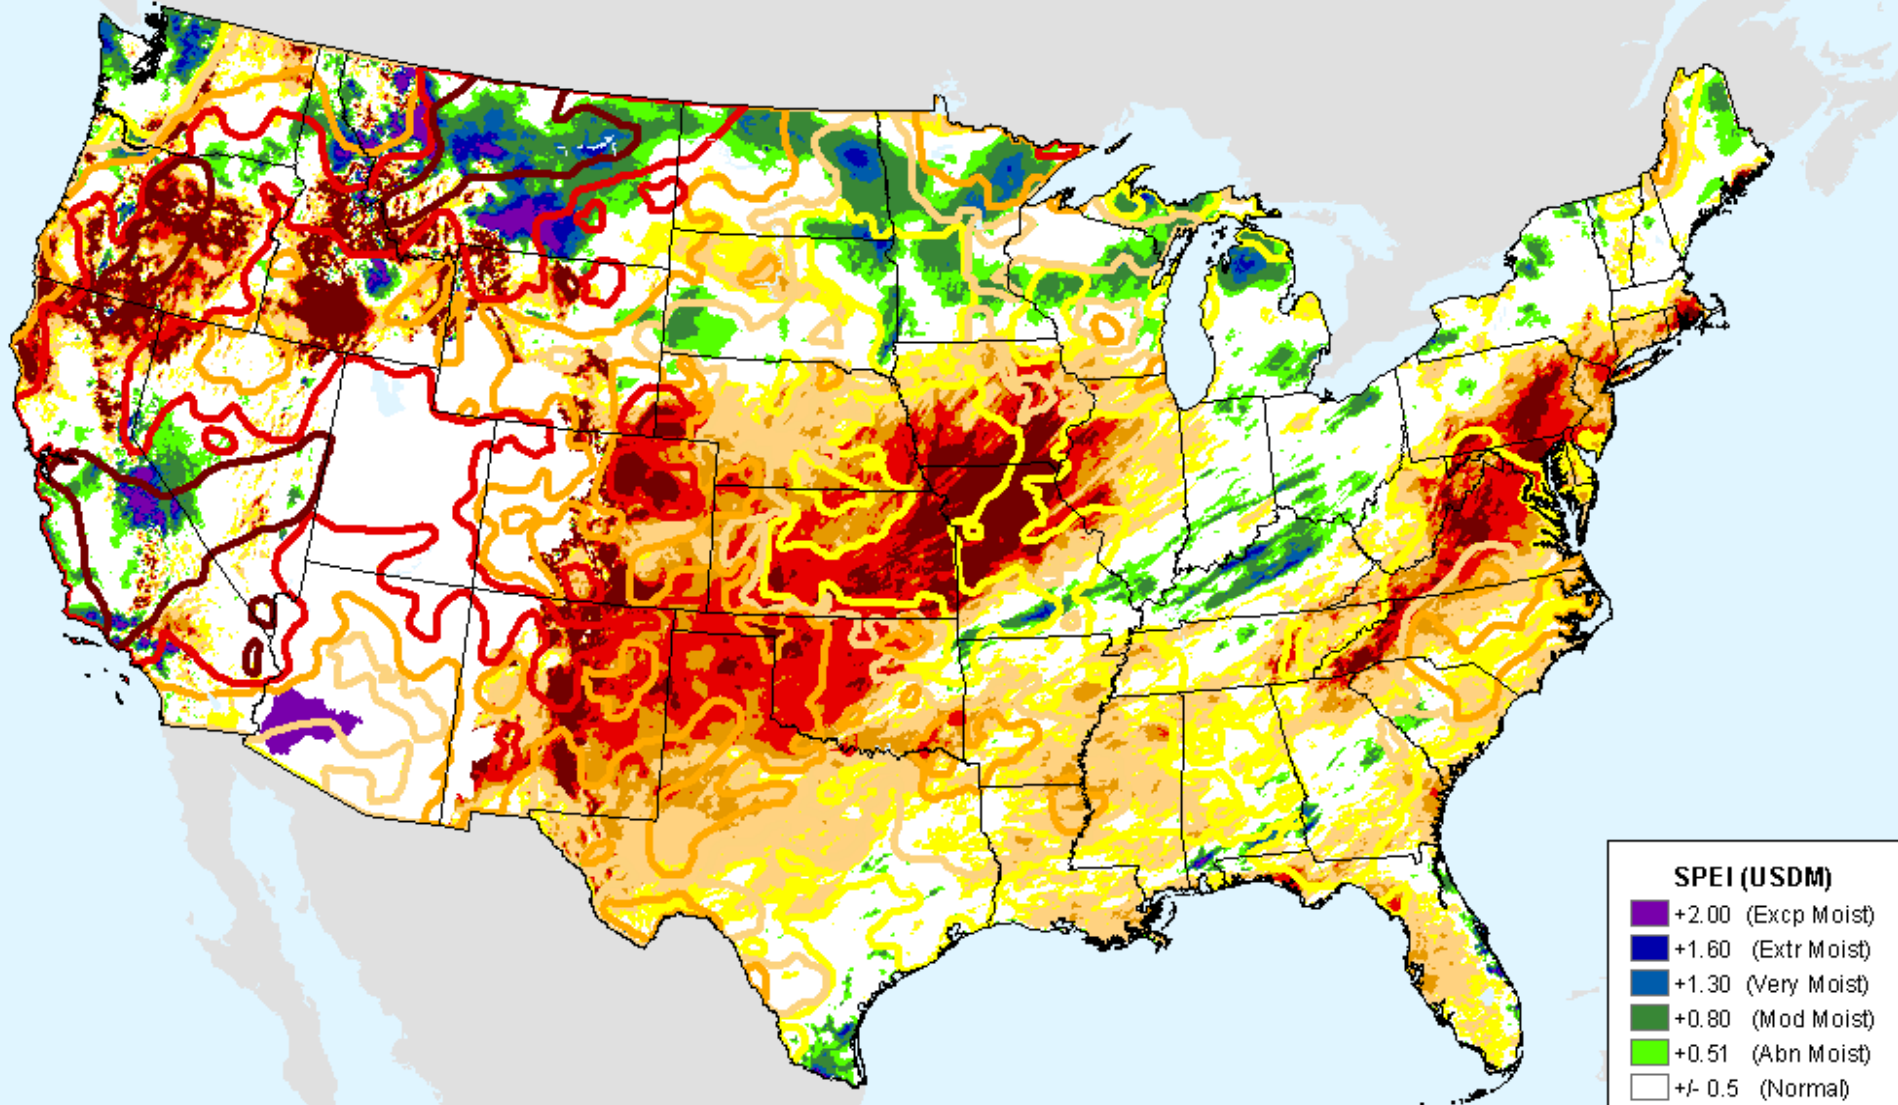 SPEI (USDM)
+2.00 (Excp Moist)
+1.60 (Extr Moist)
+1.30 (Very Moist)
+0.80 (Mod Moist)
+0.51 (Abn Moist)
+/- 0.5 (Normal)